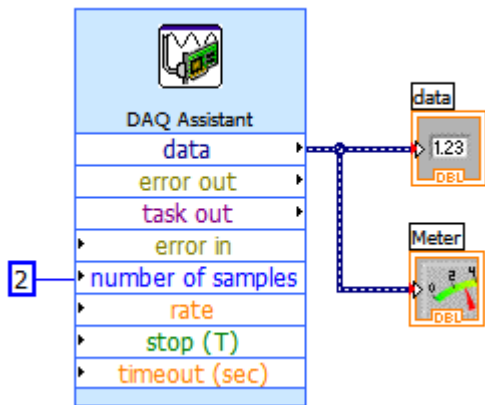 DAQ Assistant
data
error out
task out
error in
number of samples
rate
stop (T)
timeout (sec)
2
data
1.23
DBL
Meter
0 2 4
DBL